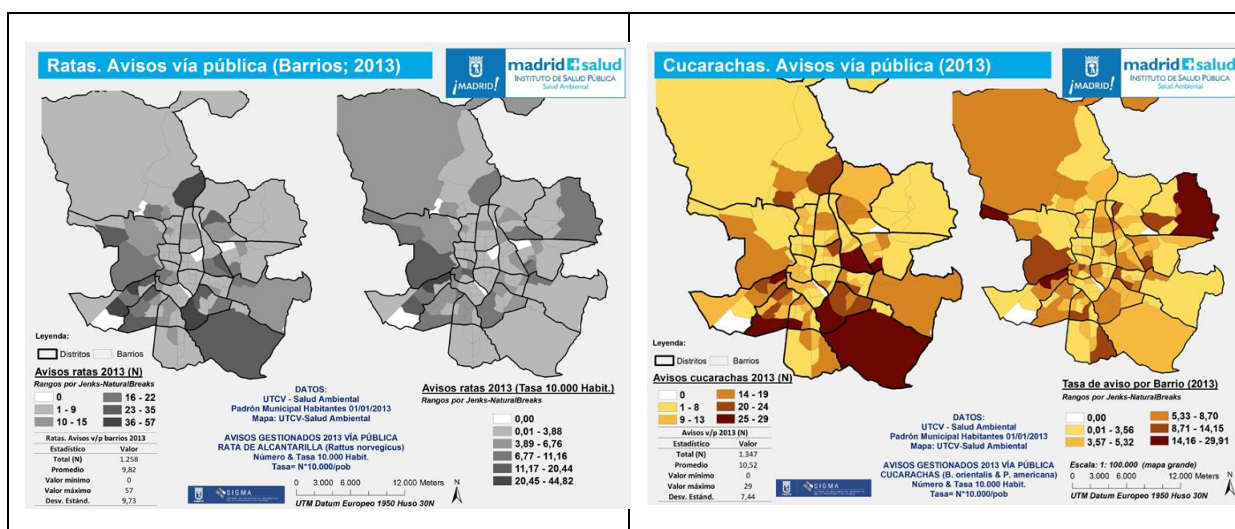 Ratas. Avisos vía pública (Barrios; 2013)
¡MADRID!
madrid salud
INSTITUTO DE SALUD PÚBLICA
Salud Ambiental
Leyenda:
Distritos Barrios
Avisos ratas 2013 (N)
Rangos por Jenks-NaturalBreaks
0 16 - 22
1 - 9 23 - 35
10 - 15 36 - 57
Ratas. Avisos v/p barrios 2013
Estadístico Valor
Total (N) 1.258
Promedio 9,82
Valor mínimo 0
Valor máximo 57
Desv. Estánd. 9,73
DATOS:
UTCV - Salud Ambiental
Padrón Municipal Habitantes 01/01/2013
Mapa: UTCV-Salud Ambiental
AVISOS GESTIONADOS 2013 VÍA PÚBLICA
RATA DE ALCANTARILLA (Rattus norvegicus)
Número & Tasa 10.000 Habit.
Tasa= N*10.000/pob
SIGMA
0 3.000 6.000 12.000 Meters
N
UTM Datum Europeo 1950 Huso 30N
Avisos ratas 2013 (Tasa 10.000 Habit.)
Rangos por Jenks-NaturalBreaks
0,00
0,01 - 3,88
3,89 - 6,76
6,77 - 11,16
11,17 - 20,44
20,45 - 44,82
Cucarachas. Avisos vía pública (2013)
¡MADRID!
madrid salud
INSTITUTO DE SALUD PÚBLICA
Salud Ambiental
Leyenda:
Distritos Barrios
Avisos cucarachas 2013 (N)
Rangos por Jenks-NaturalBreaks
0 14 - 19
1 - 8 20 - 24
9 - 13 25 - 29
Avisos v/p 2013 (N)
Estadístico Valor
Total (N) 1.347
Promedio 10,52
Valor mínimo 0
Valor máximo 29
Desv. Estánd. 7,44
DATOS:
UTCV - Salud Ambiental
Padrón Municipal Habitantes 01/01/2013
Mapa: UTCV-Salud Ambiental
AVISOS GESTIONADOS 2013 VÍA PÚBLICA
CUCARACHAS (B. orientalis & P. americana)
Número & Tasa 10.000 Habit.
Tasa= N*10.000/pob
SIGMA
Tasa de aviso por Barrio (2013)
Rangos por Jenks-NaturalBreaks
0,00 5,33 - 8,70
0,01 - 3,56 8,71 - 14,15
3,57 - 5,32 14,16 - 29,91
Escala: 1: 100.000 (mapa grande)
0 3.000 6.000 12.000 Meters
N
UTM Datum Europeo 1950 Huso 30N